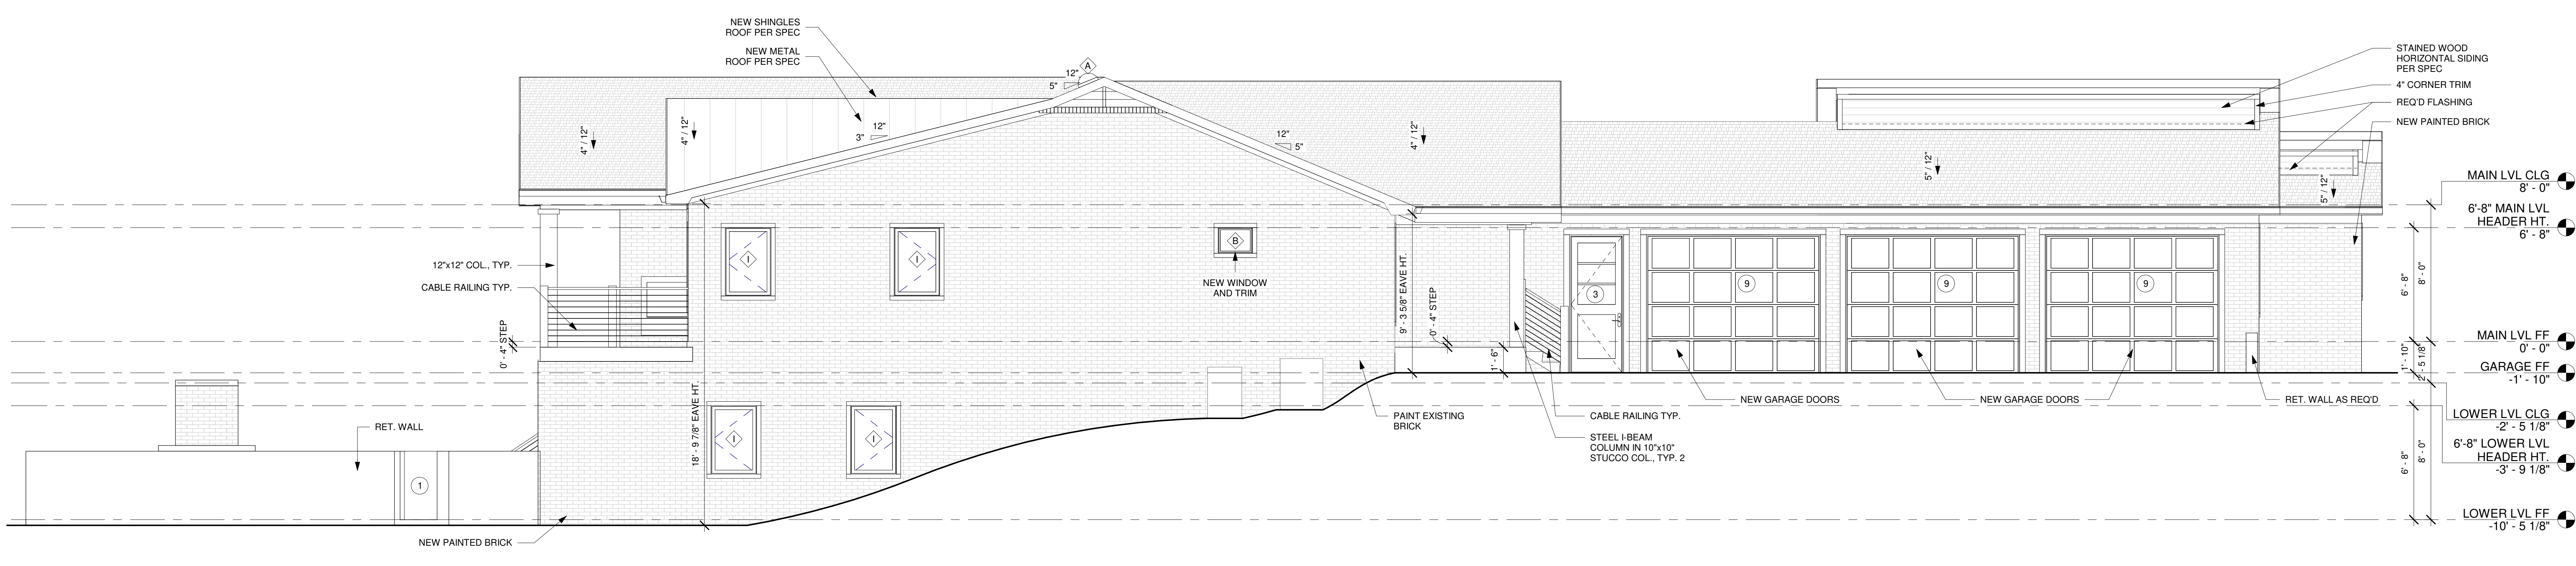 NEW SHINGLES
ROOF PER SPEC
NEW METAL
ROOF PER SPEC
A
12"
5"
12"
3"
12"
5"
4" / 12"
4" / 12"
4" / 12"
5" / 12"
5" / 12"
STAINED WOOD
HORIZONTAL SIDING
PER SPEC
4" CORNER TRIM
REQ'D FLASHING
NEW PAINTED BRICK
MAIN LVL CLG
8' - 0"
6'-8" MAIN LVL
HEADER HT.
6' - 8"
MAIN LVL FF
0' - 0"
GARAGE FF
-1' - 10"
LOWER LVL CLG
-2' - 5 1/8"
6'-8" LOWER LVL
HEADER HT.
-3' - 9 1/8"
LOWER LVL FF
-10' - 5 1/8"
6' - 8"
8' - 0"
1' - 10"
2' - 5 1/8"
6' - 8"
8' - 0"
12"x12" COL., TYP.
CABLE RAILING TYP.
0' - 4" STEP
I
I
B
NEW WINDOW
AND TRIM
9' - 3 5/8" EAVE HT.
0' - 4" STEP
1' - 6"
3
9
9
9
NEW GARAGE DOORS
NEW GARAGE DOORS
RET. WALL AS REQ'D
PAINT EXISTING
BRICK
CABLE RAILING TYP.
STEEL I-BEAM
COLUMN IN 10"x10"
STUCCO COL., TYP. 2
18' - 9 7/8" EAVE HT.
I
I
RET. WALL
1
NEW PAINTED BRICK